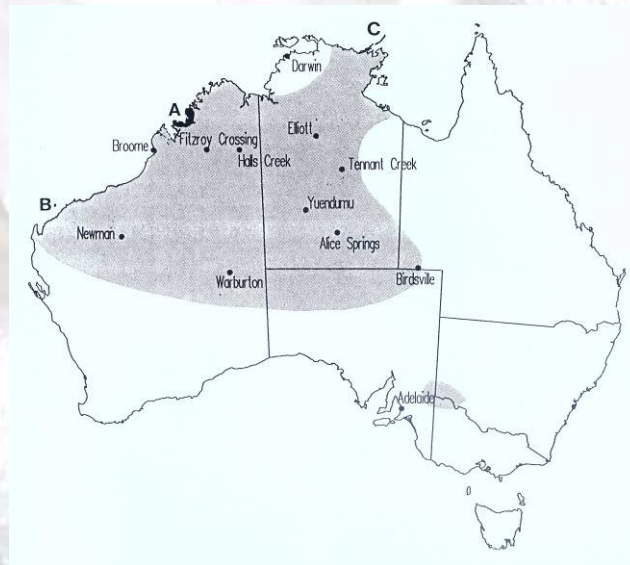 C
Darwin
A
Elliott
Broome
Fitzroy Crossing
Halls Creek
Tennant Creek
B
Yuendumu
Newman
Alice Springs
Warburton
Birdsville
Adelaide